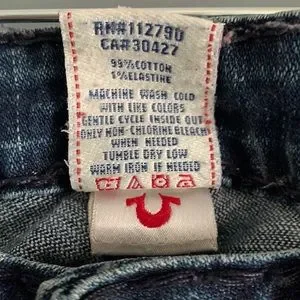 RN#112790
CA#30427
99%COTTON
1%ELASTINE
MACHINE WASH COLD
WITH LIKE COLORS
GENTLE CYCLE INSIDE OUT
ONLY NON-CHLORINE BLEACH
WHEN NEEDED
TUMBLE DRY LOW
WARM IRON IF NEEDED